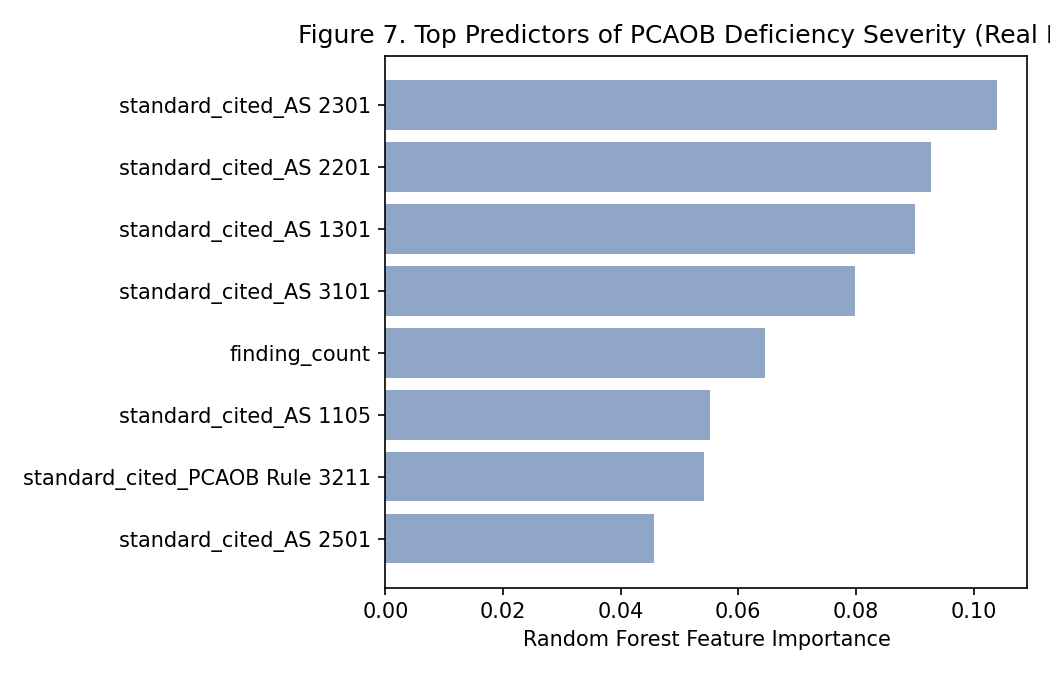 Figure 7. Top Predictors of PCAOB Deficiency Severity (Real
standard_cited_AS 2301
standard_cited_AS 2201
standard_cited_AS 1301
standard_cited_AS 3101
finding_count
standard_cited_AS 1105
standard_cited_PCAOB Rule 3211
standard_cited_AS 2501
0.00 0.02 0.04 0.06 0.08 0.10
Random Forest Feature Importance